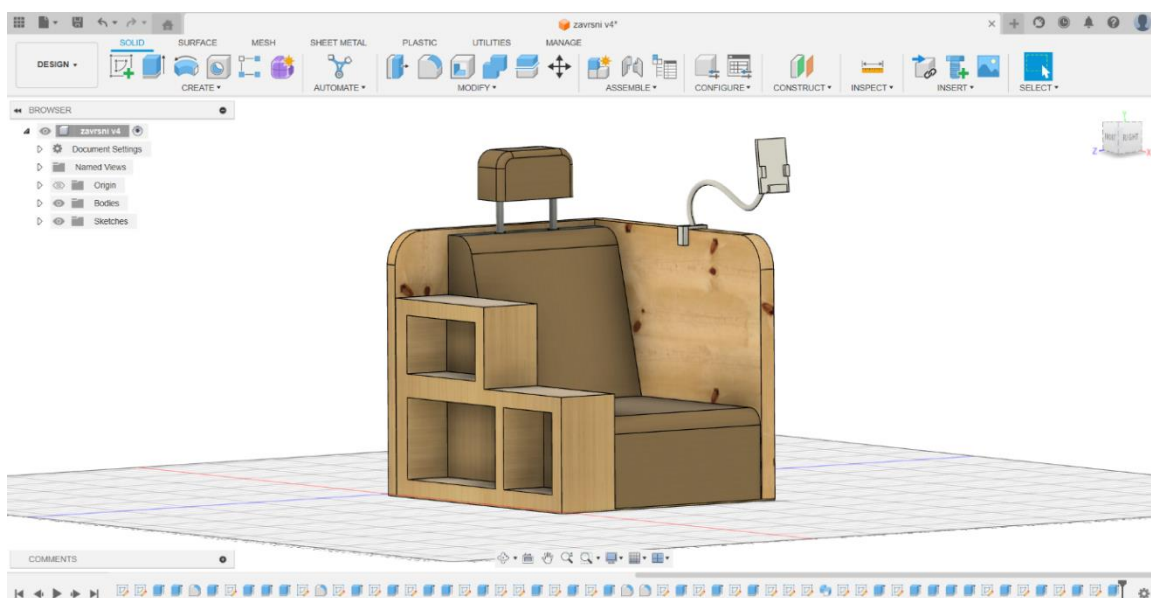 zavrsni v4*
SOLID SURFACE MESH SHEET METAL PLASTIC UTILITIES MANAGE
DESIGN
CREATE AUTOMATE MODIFY ASSEMBLE CONFIGURE CONSTRUCT INSPECT INSERT SELECT
BROWSER
zavrsni v4
Document Settings
Named Views
Origin
Bodies
Sketches
Y
RIGHT
Z X
COMMENTS